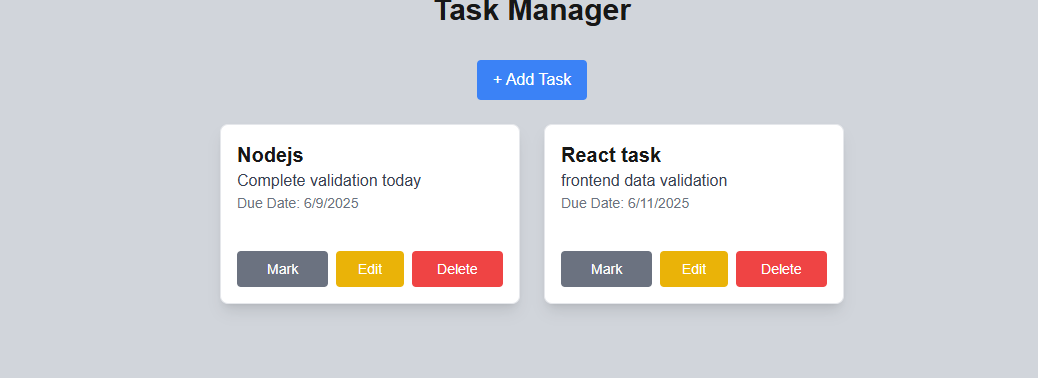 Task Manager
+ Add Task
Nodejs
Complete validation today
Due Date: 6/9/2025
Mark Edit Delete
React task
frontend data validation
Due Date: 6/11/2025
Mark Edit Delete